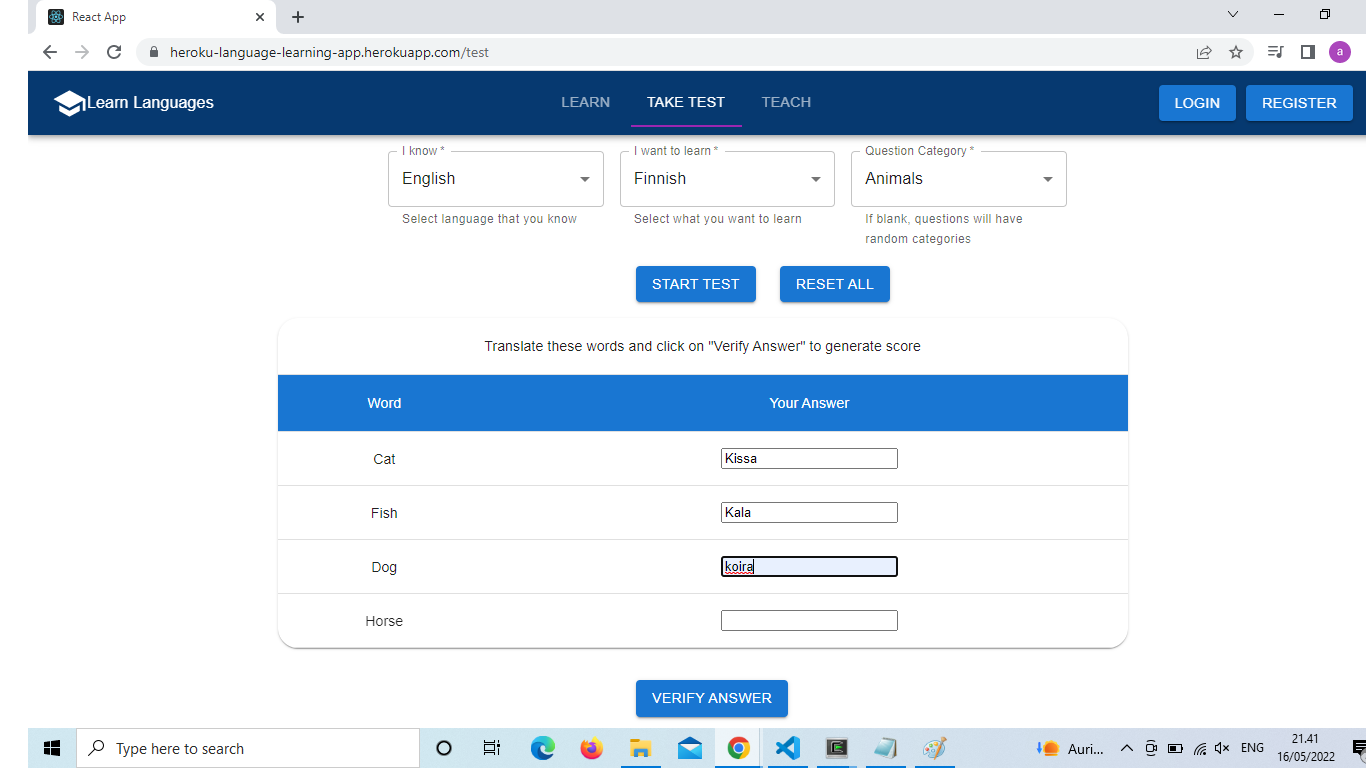 React App
heroku-language-learning-app.herokuapp.com/test
a
Learn Languages
LEARN
TAKE TEST
TEACH
LOGIN
REGISTER
I know *
I want to learn *
Question Category *
English
Finnish
Animals
Select language that you know
Select what you want to learn
If blank, questions will have
random categories
START TEST
RESET ALL
Translate these words and click on "Verify Answer" to generate score
Word
Your Answer
Cat
Kissa
Fish
Kala
Dog
koira
Horse
VERIFY ANSWER
Type here to search
Auri...
ENG
21.41
16/05/2022